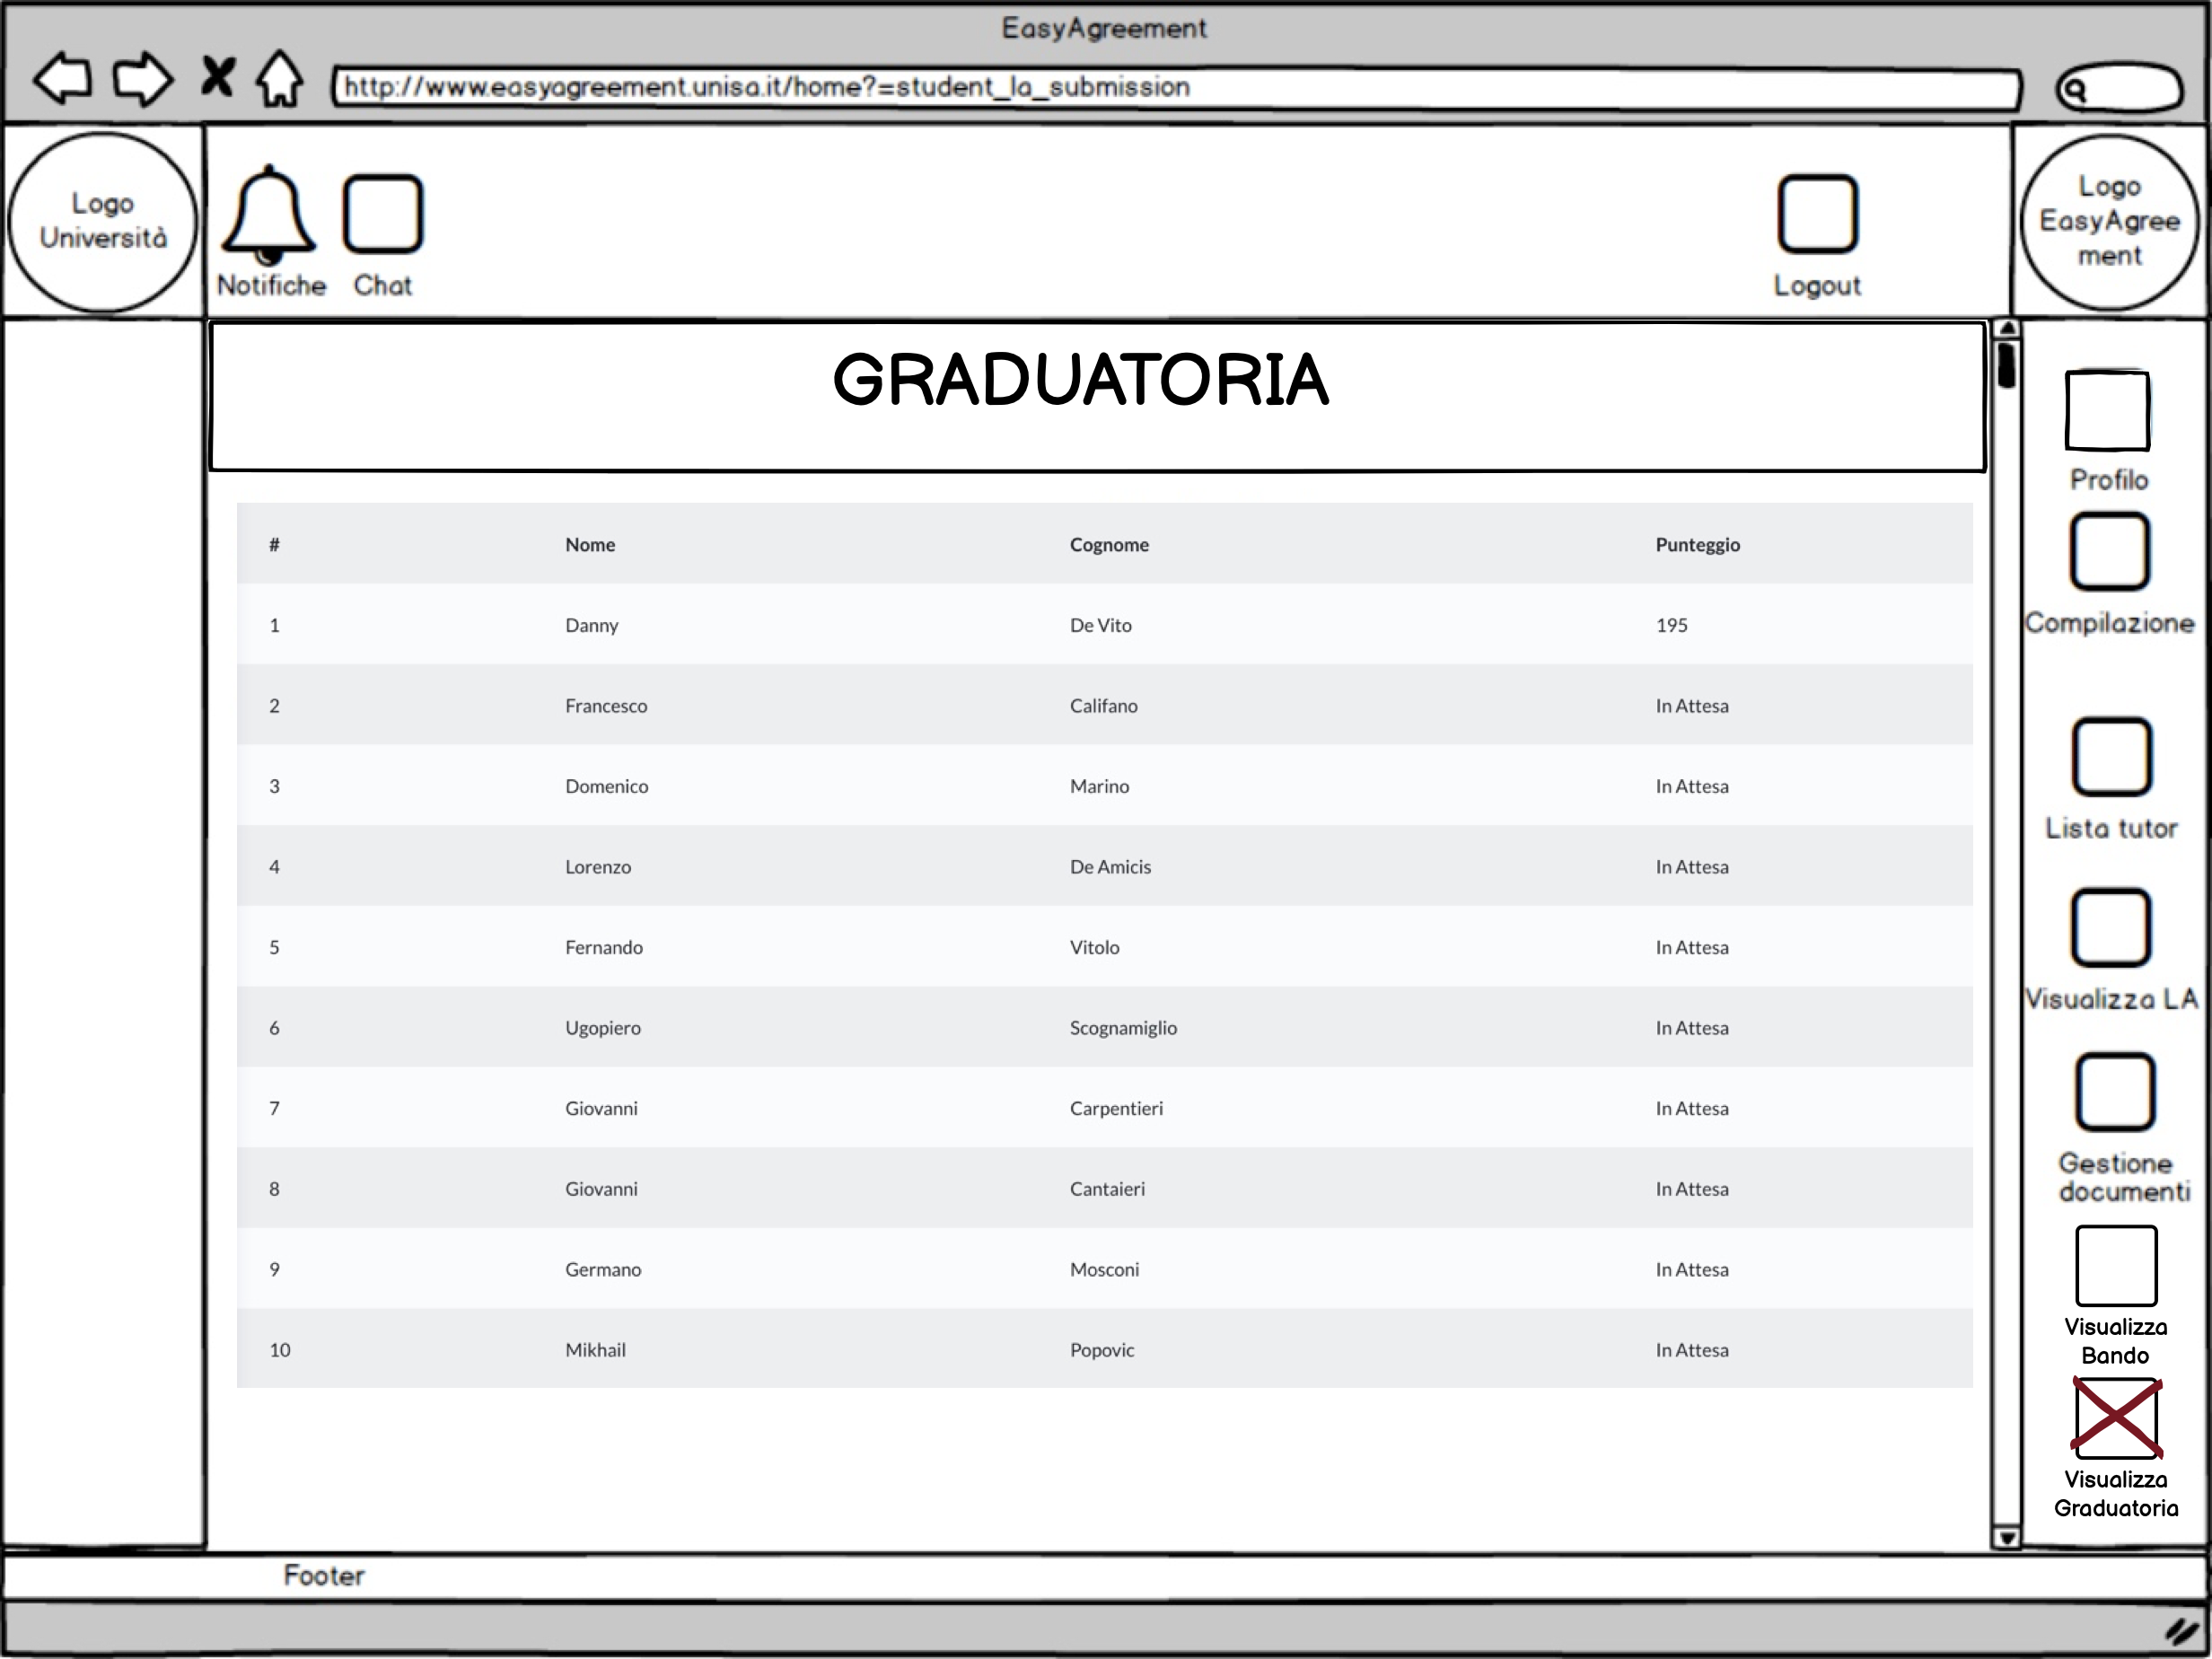 EasyAgreement
http://www.easyagreement.unisa.it/home?=student_la_submission
Logo
Università
Notifiche
Chat
Logout
Logo
EasyAgree
ment
GRADUATORIA
# Nome Cognome Punteggio
1 Danny De Vito 195
2 Francesco Califano In Attesa
3 Domenico Marino In Attesa
4 Lorenzo De Amicis In Attesa
5 Fernando Vitolo In Attesa
6 Ugopiero Scognamiglio In Attesa
7 Giovanni Carpentieri In Attesa
8 Giovanni Cantaieri In Attesa
9 Germano Mosconi In Attesa
10 Mikhail Popovic In Attesa
Profilo
Compilazione
Lista tutor
Visualizza LA
Gestione
documenti
Visualizza
Bando
Visualizza
Graduatoria
Footer